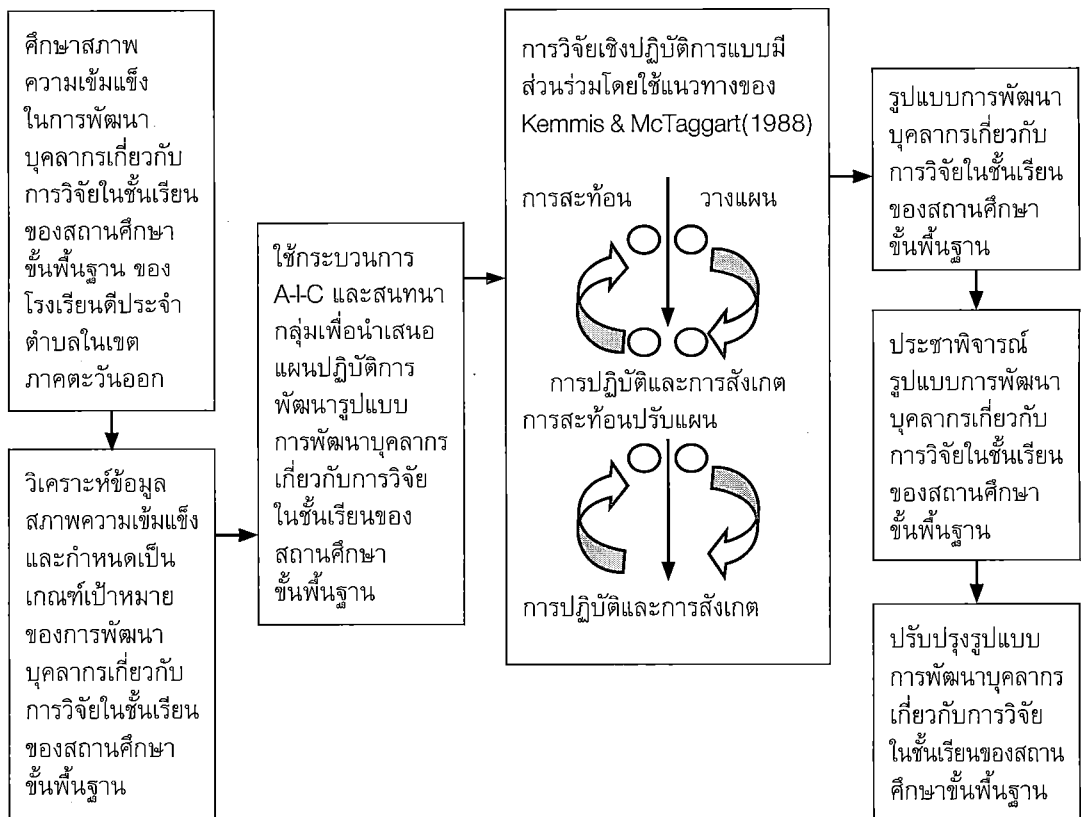 ศึกษาสภาพ
ความเข้มแข็ง
ในการพัฒนา
บุคลากรเกี่ยวกับ
การวิจัยในชั้นเรียน
ของสถานศึกษา
ขั้นพื้นฐาน ของ
โรงเรียนดีประจำ
ตำบลในเขต
ภาคตะวันออก
วิเคราะห์ข้อมูล
สภาพความเข้มแข็ง
และกำหนดเป็น
เกณฑ์เป้าหมาย
ของการพัฒนา
บุคลากรเกี่ยวกับ
การวิจัยในชั้นเรียน
ของสถานศึกษา
ขั้นพื้นฐาน
ใช้กระบวนการ
A-I-C และสนทนา
กลุ่มเพื่อนำเสนอ
แผนปฏิบัติการ
พัฒนารูปแบบ
การพัฒนาบุคลากร
เกี่ยวกับการวิจัย
ในชั้นเรียนของ
สถานศึกษา
ขั้นพื้นฐาน
การวิจัยเชิงปฏิบัติการแบบมี
ส่วนร่วมโดยใช้แนวทางของ
Kemmis & McTaggart(1988)
การสะท้อน วางแผน
การปฏิบัติและการสังเกต
การสะท้อนปรับแผน
การปฏิบัติและการสังเกต
รูปแบบการพัฒนา
บุคลากรเกี่ยวกับ
การวิจัยในชั้นเรียน
ของสถานศึกษา
ขั้นพื้นฐาน
ประชาพิจารณ์
รูปแบบการพัฒนา
บุคลากรเกี่ยวกับ
การวิจัยในชั้นเรียน
ของสถานศึกษา
ขั้นพื้นฐาน
ปรับปรุงรูปแบบ
การพัฒนาบุคลากร
เกี่ยวกับการวิจัย
ในชั้นเรียนของสถาน
ศึกษาขั้นพื้นฐาน